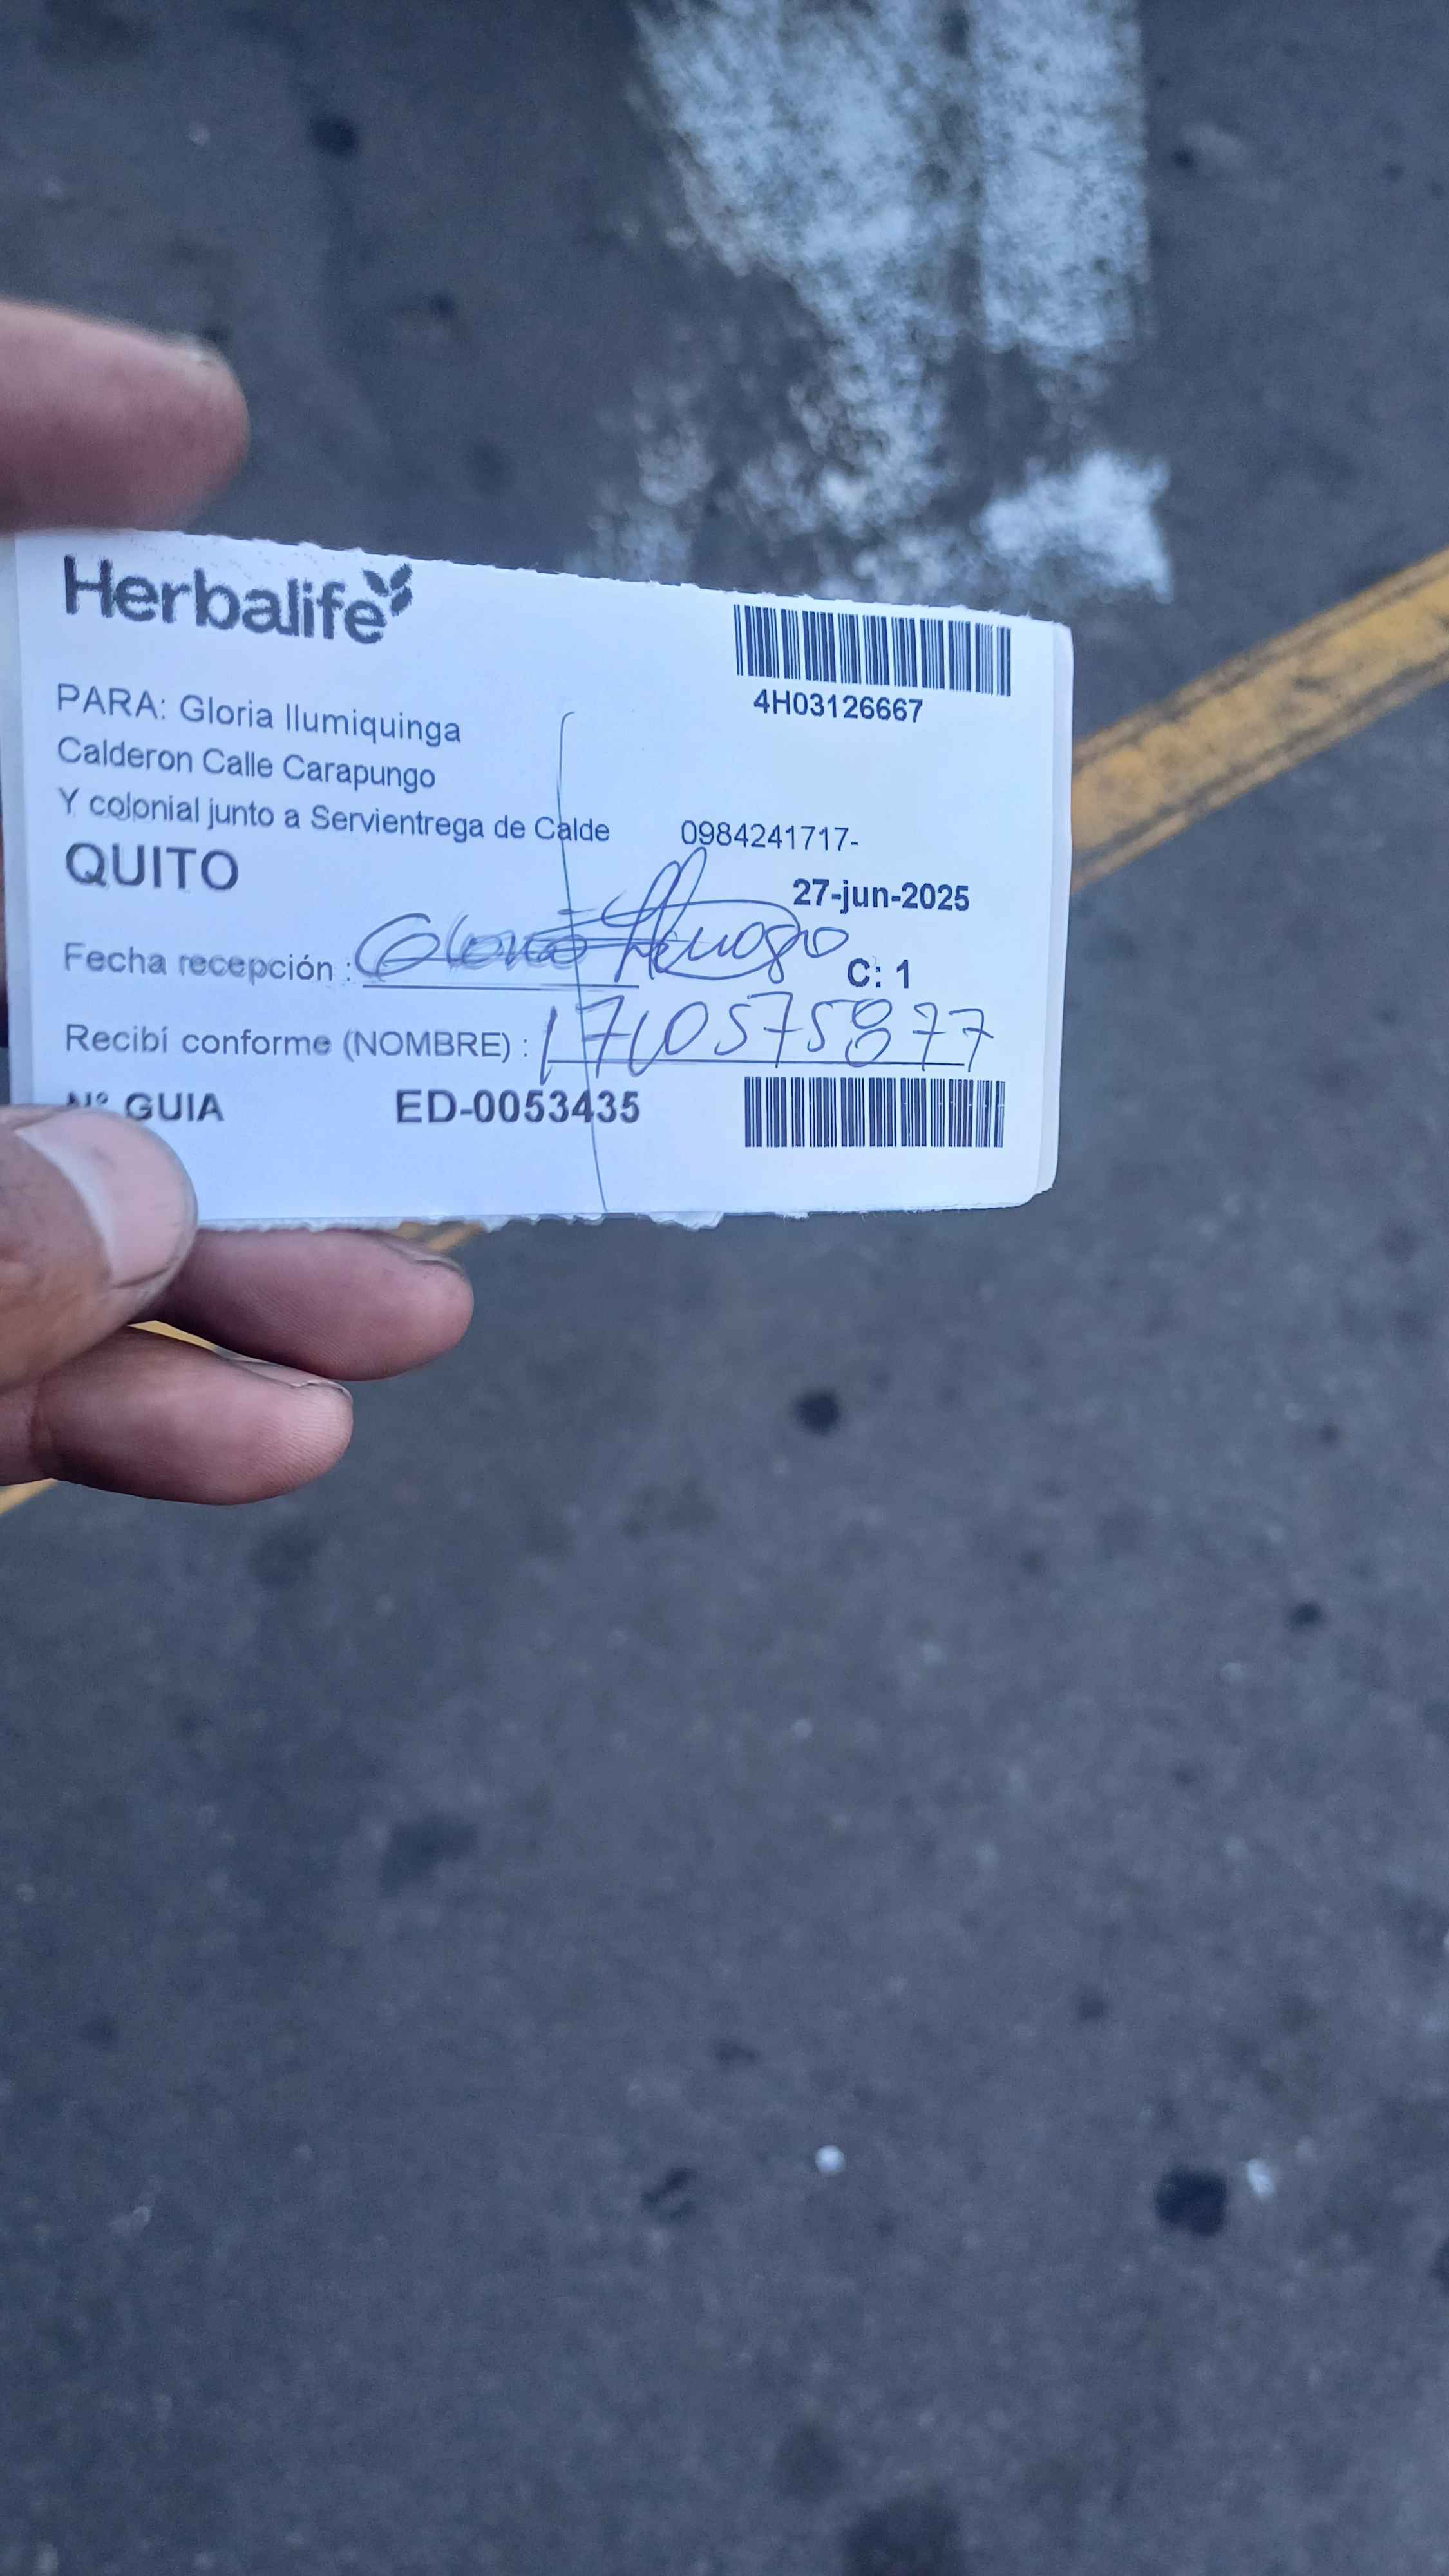 Herbalife
4H03126667
PARA: Gloria Ilumiquinga
Calderon Calle Carapungo
Y colonial junto a Servientrega de Calde 0984241717-
QUITO
27-jun-2025
Fecha recepción :
C: 1
Recibí conforme (NOMBRE) : 1710575877
Nº GUIA ED-0053435